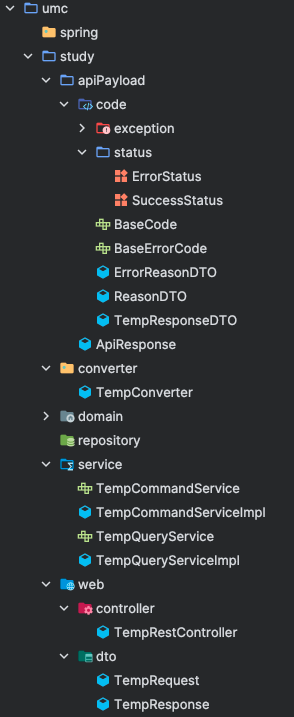 umc
spring
study
apiPayload
code
exception
status
ErrorStatus
SuccessStatus
BaseCode
BaseErrorCode
ErrorReasonDTO
ReasonDTO
TempResponseDTO
ApiResponse
converter
TempConverter
domain
repository
service
TempCommandService
TempCommandServiceImpl
TempQueryService
TempQueryServiceImpl
web
controller
TempRestController
dto
TempRequest
TempResponse